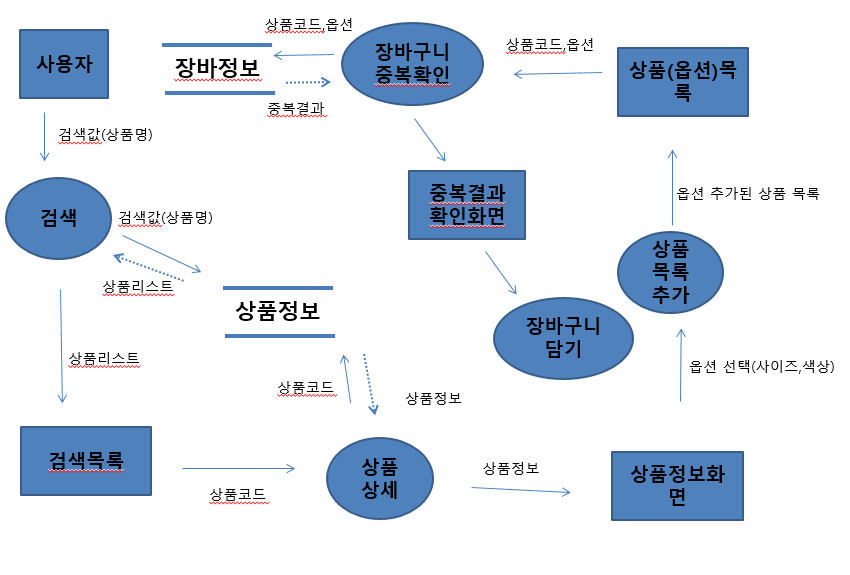 상품코드,옵션
사용자
장바정보
장바구니
중복확인
상품코드,옵션
상품(옵션)목
록
중복결과
검색값(상품명)
중복결과
확인화면
옵션 추가된 상품 목록
검색
검색값(상품명)
상품
목록
추가
상품리스트
상품정보
장바구니
담기
상품리스트
옵션 선택(사이즈,색상)
상품코드
상품정보
검색목록
상품
상세
상품정보
상품정보화
면
상품코드